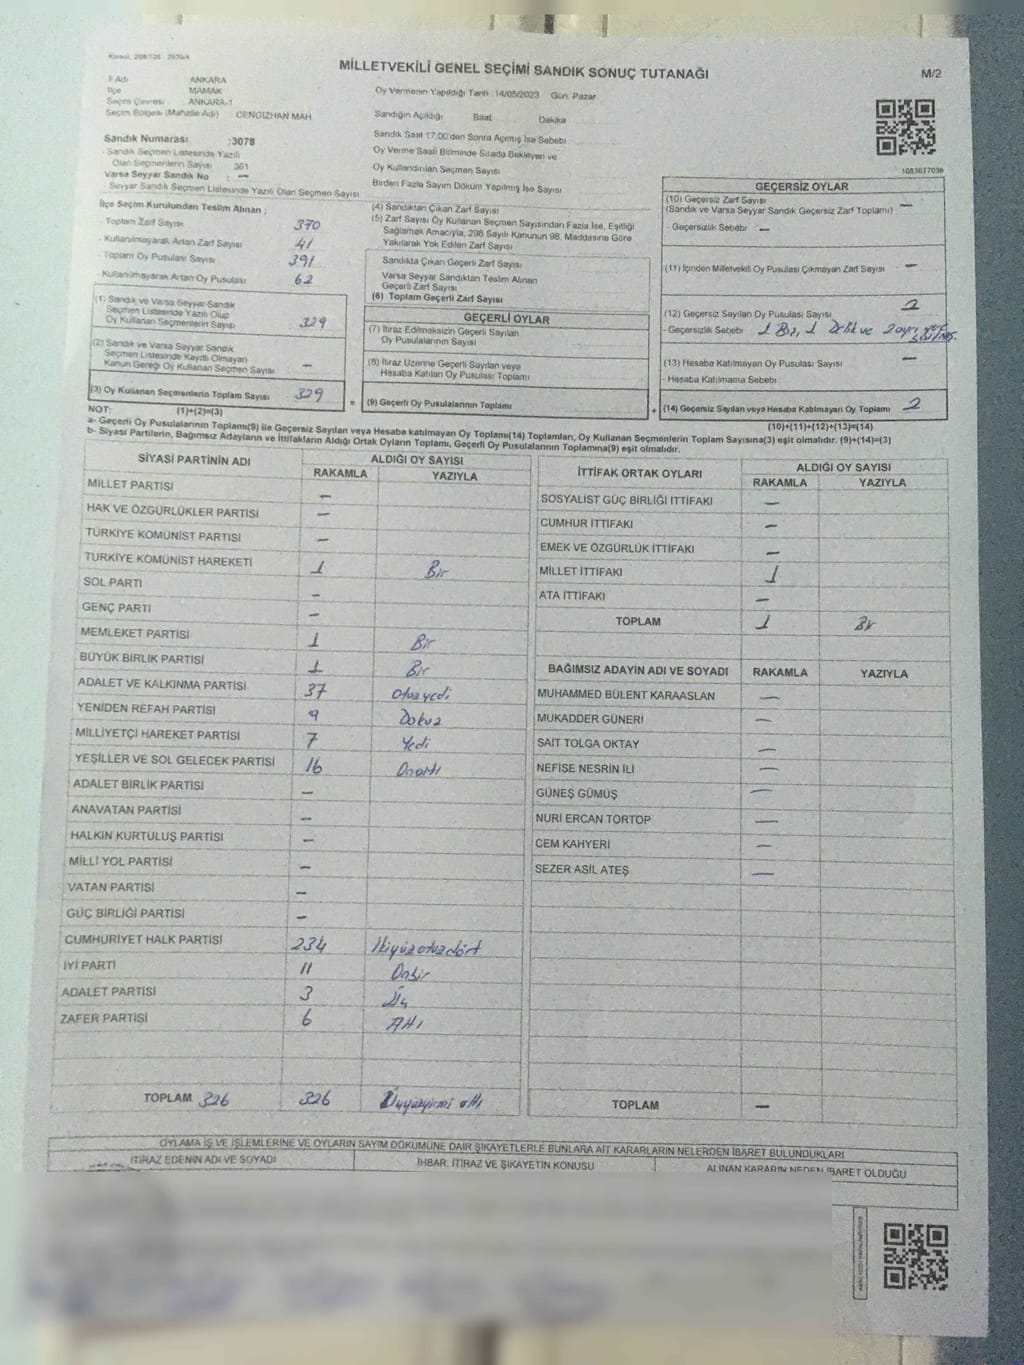 MİLLETVEKİLİ GENEL SEÇİMİ SANDIK SONUÇ TUTANAĞI
M/2
İl Adı ANKARA
İlçe MAMAK
Seçim Çevresi ANKARA-1
Seçim Bölgesi (Mahalle Adı) CENGİZHAN MAH
Oy Vermenin Yapıldığı Tarih 14/05/2023 Gün Pazar
Sandığın Açıldığı Saat Dakika
Sandık Saat 17:00'den Sonra Açılmış İse Sebebi
Oy Verme Saati Bitiminde Sırada Bekleyen ve
Oy Kullandırılan Seçmen Sayısı
Birden Fazla Sayım Döküm Yapılmış İse Sayısı
Sandık Numarası :3078
- Sandık Seçmen Listesinde Yazılı
Olan Seçmenlerin Sayısı 361
Varsa Seyyar Sandık No : —
- Seyyar Sandık Seçmen Listesinde Yazılı Olan Seçmen Sayısı
İlçe Seçim Kurulundan Teslim Alınan ;
- Toplam Zarf Sayısı 370
- Kullanılmayarak Artan Zarf Sayısı 41
- Toplam Oy Pusulası Sayısı 391
- Kullanılmayarak Artan Oy Pusulası 62
(1) Sandık ve Varsa Seyyar Sandık
Seçmen Listesinde Yazılı Olup
Oy Kullanan Seçmenlerin Sayısı 329
(2) Sandık ve Varsa Seyyar Sandık
Seçmen Listesinde Kayıtlı Olmayan
Kanun Gereği Oy Kullanan Seçmen Sayısı —
(3) Oy Kullanan Seçmenlerin Toplam Sayısı 329
(4) Sandıktan Çıkan Zarf Sayısı
(5) Zarf Sayısı Oy Kullanan Seçmen Sayısından Fazla İse, Eşitliği
Sağlamak Amacıyla, 298 Sayılı Kanunun 98. Maddesine Göre
Yakılarak Yok Edilen Zarf Sayısı
Sandıkta Çıkan Geçerli Zarf Sayısı
Varsa Seyyar Sandıktan Teslim Alınan
Geçerli Zarf Sayısı
(6) Toplam Geçerli Zarf Sayısı
GEÇERLİ OYLAR
(7) İtiraz Edilmeksizin Geçerli Sayılan
Oy Pusulalarının Sayısı
(8) İtiraz Üzerine Geçerli Sayılan veya
Hesaba Katılan Oy Pusulası Toplamı
= (9) Geçerli Oy Pusulalarının Toplamı
1083677036
GEÇERSİZ OYLAR
(10) Geçersiz Zarf Sayısı
(Sandık ve Varsa Seyyar Sandık Geçersiz Zarf Toplamı) —
- Geçersizlik Sebebi —
(11) İçinden Milletvekili Oy Pusulası Çıkmayan Zarf Sayısı —
(12) Geçersiz Sayılan Oy Pusulası Sayısı 2
- Geçersizlik Sebebi 1 Bir, 1 ve 2 ayrı
(13) Hesaba Katılmayan Oy Pusulası Sayısı —
- Hesaba Katılmama Sebebi
+ (14) Geçersiz Sayılan veya Hesaba Katılmayan Oy Toplamı 2
NOT: (1)+(2)=(3)
(10)+(11)+(12)+(13)=(14)
a- Geçerli Oy Pusulalarının Toplamı(9) ile Geçersiz Sayılan veya Hesaba katılmayan Oy Toplamı(14) Toplamları, Oy Kullanan Seçmenlerin Toplam Sayısına(3) eşit olmalıdır. (9)+(14)=(3)
b- Siyasi Partilerin, Bağımsız Adayların ve İttifakların Aldığı Ortak Oyların Toplamı, Geçerli Oy Pusulalarının Toplamına(9) eşit olmalıdır.
SİYASİ PARTİNİN ADI ALDIĞI OY SAYISI
RAKAMLA YAZIYLA
MİLLET PARTİSİ —
HAK VE ÖZGÜRLÜKLER PARTİSİ —
TÜRKİYE KOMÜNİST PARTİSİ —
TÜRKİYE KOMÜNİST HAREKETİ 1 Bir
SOL PARTİ —
GENÇ PARTİ —
MEMLEKET PARTİSİ 1 Bir
BÜYÜK BİRLİK PARTİSİ 1 Bir
ADALET VE KALKINMA PARTİSİ 37 Otuzyedi
YENİDEN REFAH PARTİSİ 9 Dokuz
MİLLİYETÇİ HAREKET PARTİSİ 7 Yedi
YEŞİLLER VE SOL GELECEK PARTİSİ 16 Onaltı
ADALET BİRLİK PARTİSİ —
ANAVATAN PARTİSİ —
HALKIN KURTULUŞ PARTİSİ —
MİLLİ YOL PARTİSİ —
VATAN PARTİSİ —
GÜÇ BİRLİĞİ PARTİSİ —
CUMHURİYET HALK PARTİSİ 234 İkiyüzotuzdört
İYİ PARTİ 11 Onbir
ADALET PARTİSİ 3 Üç
ZAFER PARTİSİ 6 Altı
TOPLAM 326 326 Üçyüzyirmi altı
İTTİFAK ORTAK OYLARI ALDIĞI OY SAYISI
RAKAMLA YAZIYLA
SOSYALİST GÜÇ BİRLİĞİ İTTİFAKI —
CUMHUR İTTİFAKI —
EMEK VE ÖZGÜRLÜK İTTİFAKI —
MİLLET İTTİFAKI 1
ATA İTTİFAKI —
TOPLAM 1 Bir
BAĞIMSIZ ADAYIN ADI VE SOYADI RAKAMLA YAZIYLA
MUHAMMED BÜLENT KARAASLAN —
MUKADDER GÜNERİ —
SAİT TOLGA OKTAY —
NEFİSE NESRİN İLİ —
GÜNEŞ GÜMÜŞ —
NURİ ERCAN TORTOP —
CEM KAHYERİ —
SEZER ASİL ATEŞ —
TOPLAM —
OYLAMA İŞ VE İŞLEMLERİNE VE OYLARIN SAYIM DÖKÜMÜNE DAİR ŞİKAYETLERLE BUNLARA AİT KARARLARIN NELERDEN İBARET BULUNDUKLARI
İTİRAZ EDENİN ADI VE SOYADI İHBAR, İTİRAZ VE ŞİKAYETİN KONUSU ALINAN KARARIN NEDEN İBARET OLDUĞU